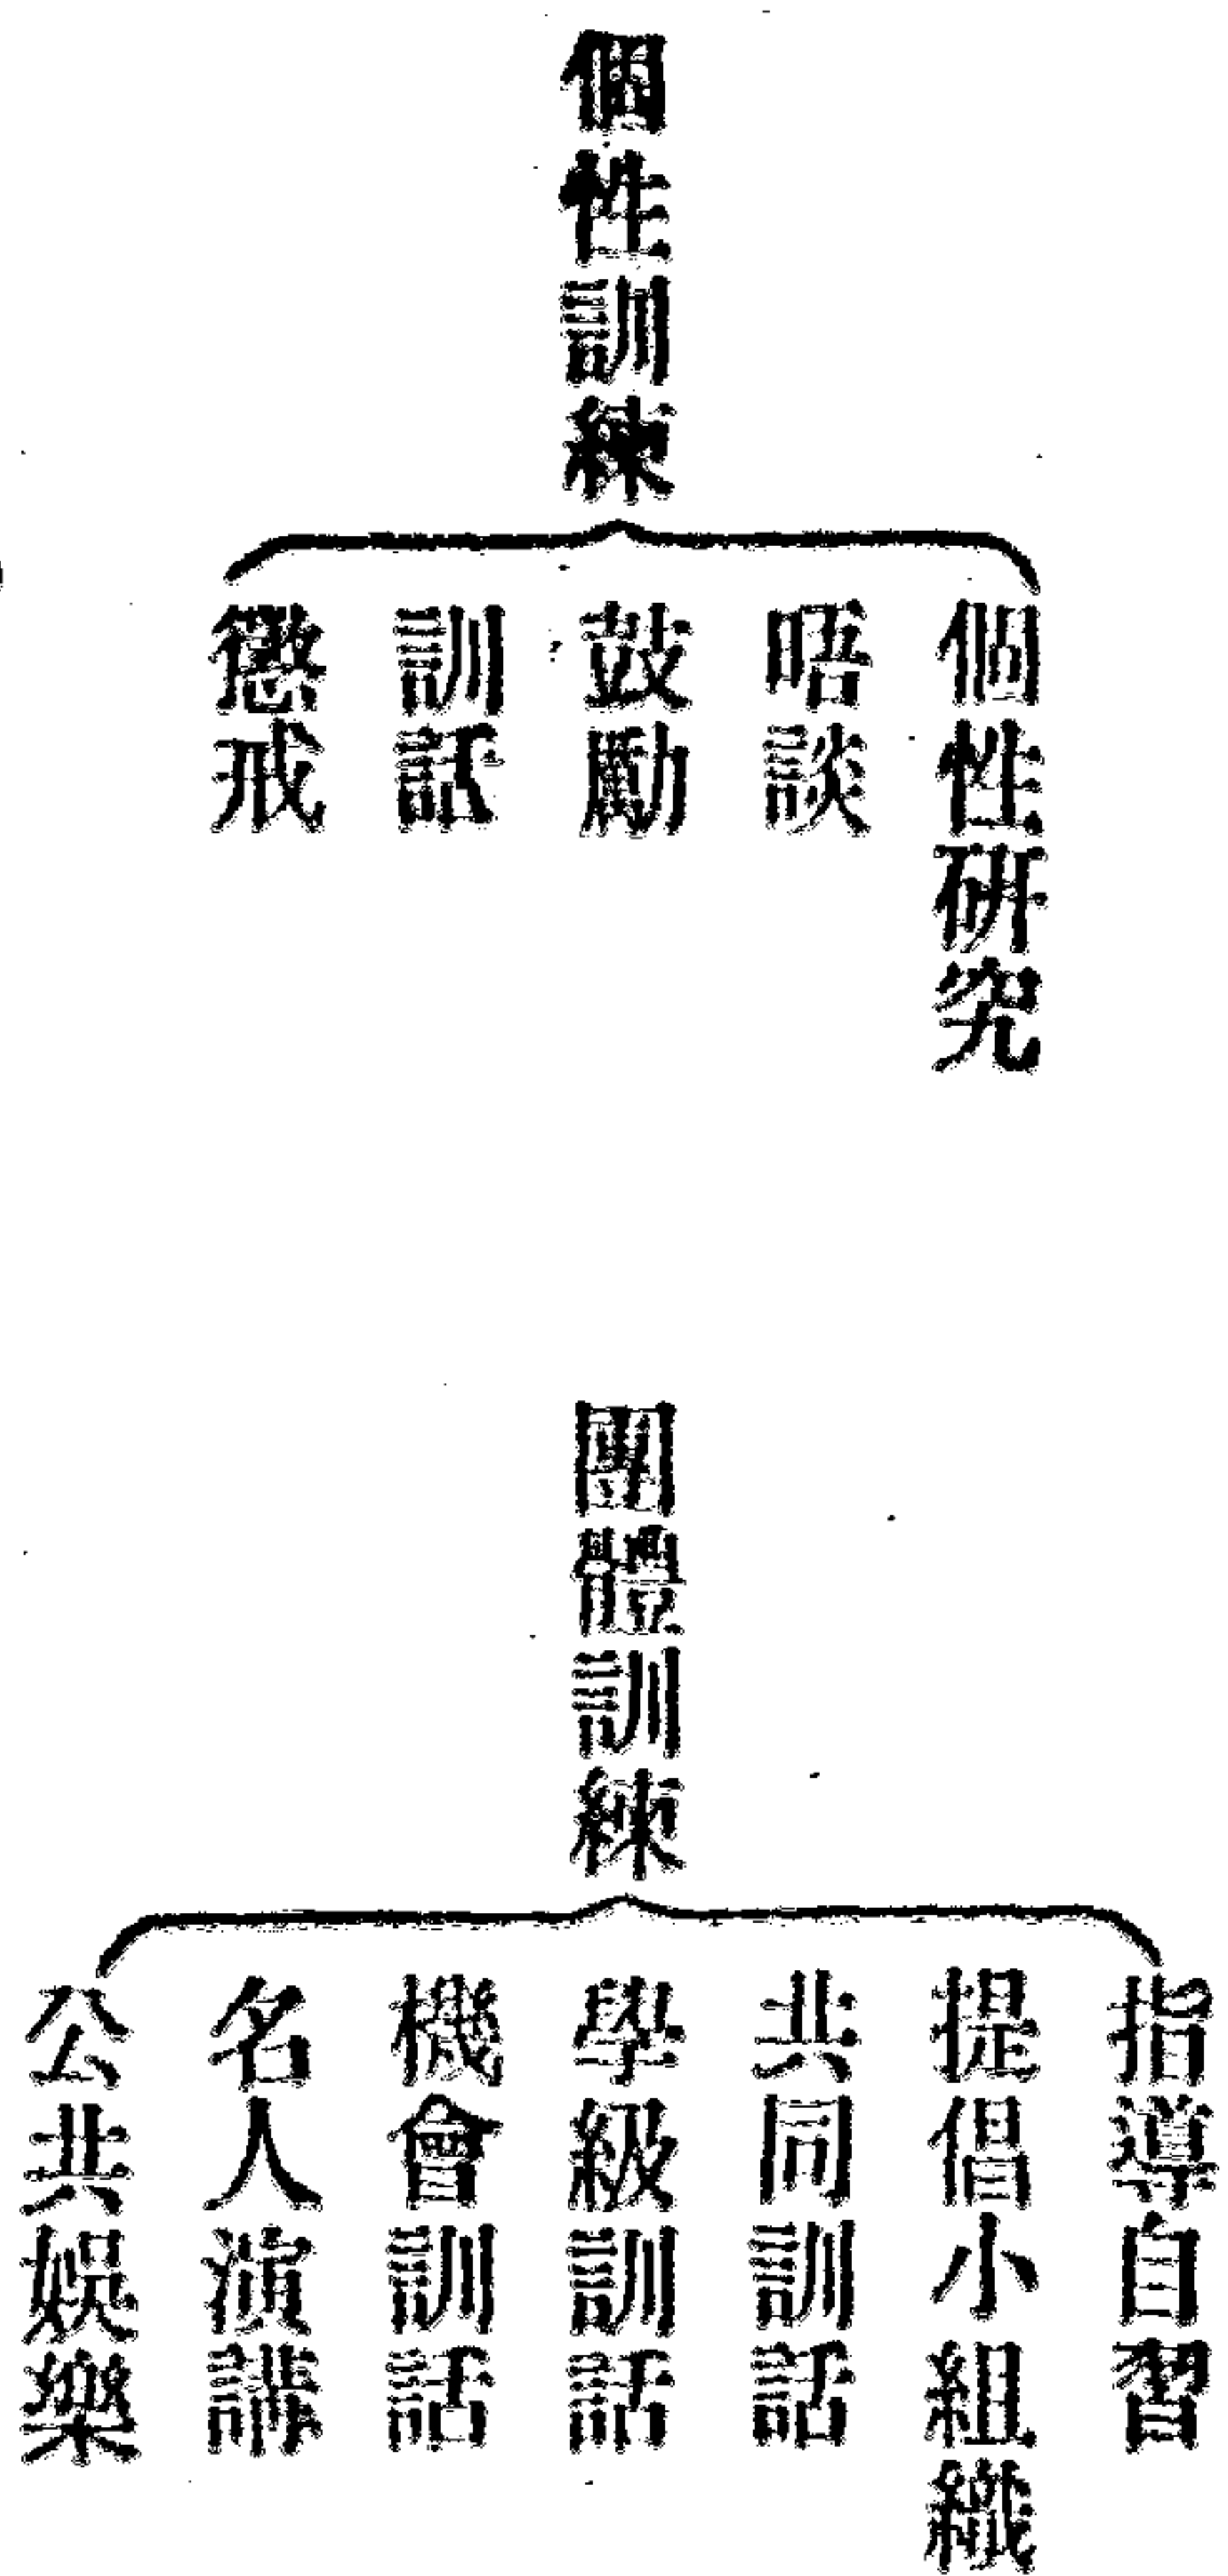 個性訓練
個性研究
晤談
鼓勵
訓話
懲戒
團體訓練
指導自習
提倡小組織
共同訓話
學級訓話
機會訓話
名人演講
公共娛樂